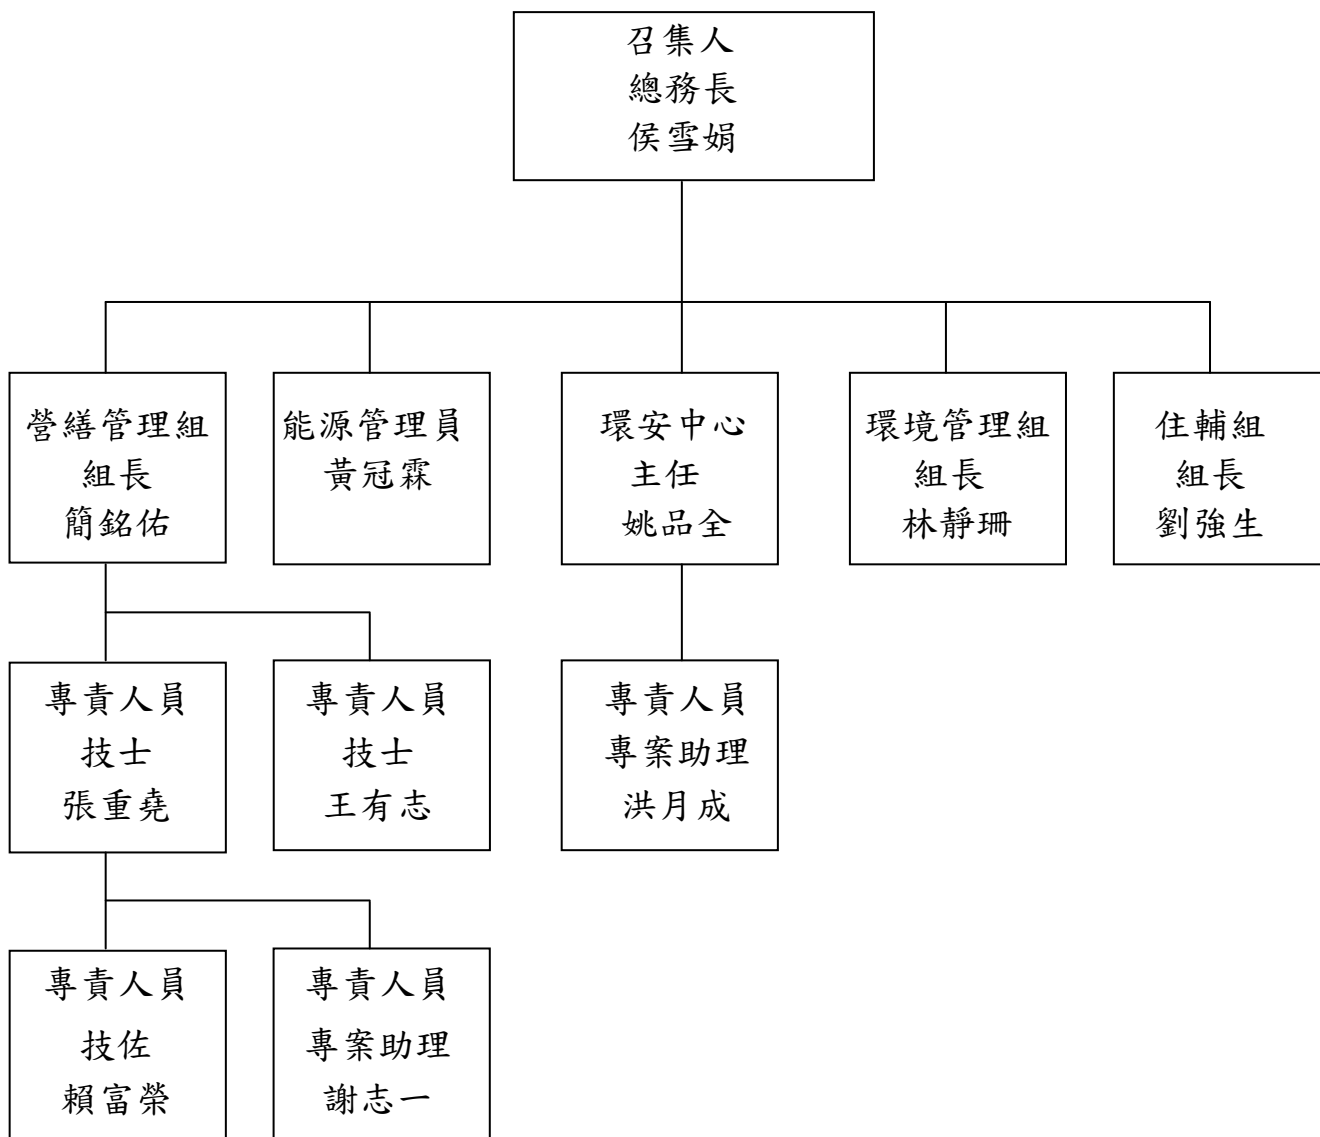 召集人
總務長
侯雪娟
營繕管理組
組長
簡銘佑
能源管理員
黃冠霖
環安中心
主任
姚品全
環境管理組
組長
林靜珊
住輔組
組長
劉強生
專責人員
技士
張重堯
專責人員
技士
王有志
專責人員
專案助理
洪月成
專責人員
技佐
賴富榮
專責人員
專案助理
謝志一